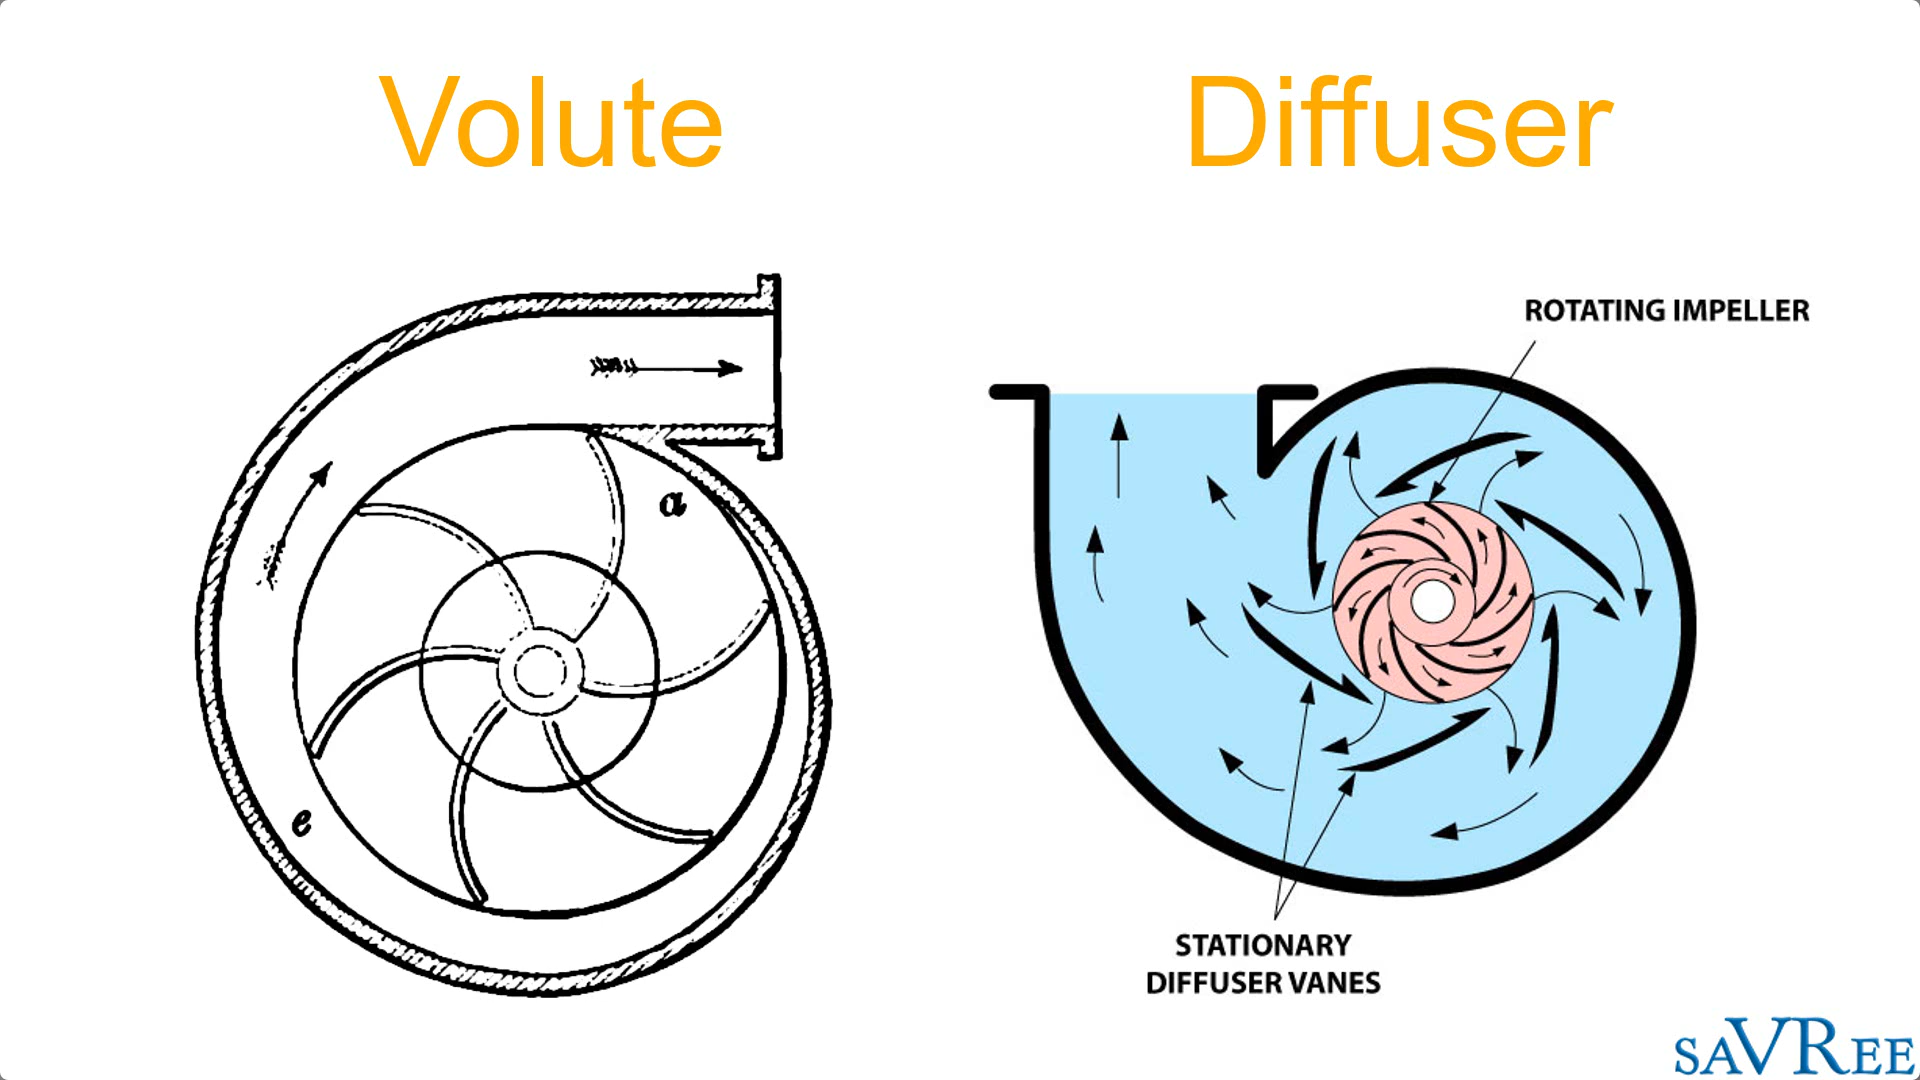 Volute
Diffuser
a
e
ROTATING IMPELLER
STATIONARY
DIFFUSER VANES
saVRee